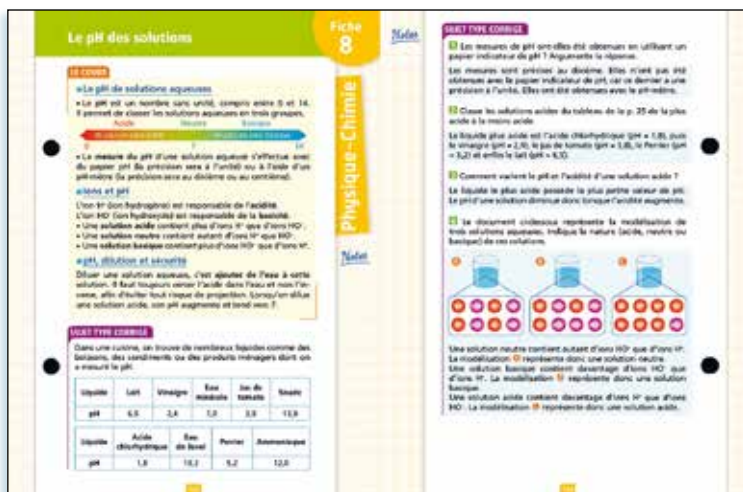 Le pH des solutions
Fiche
8
Physique-Chimie
Notes
LE COURS
Le pH de solutions aqueuses
• Le pH est un nombre sans unité, compris entre 0 et 14.
Il permet de classer les solutions aqueuses en trois groupes.
Acide Neutre Basique
0 7 14
• La mesure du pH d'une solution aqueuse s'effectue avec
du papier pH (la précision sera à l'unité) ou à l'aide d'un
pH-mètre (la précision sera au dixième ou au centième).
Ions et pH
L'ion H⁺ (ion hydrogène) est responsable de l'acidité.
L'ion HO⁻ (ion hydroxyde) est responsable de la basicité.
• Une solution acide contient plus d'ions H⁺ que d'ions HO⁻.
• Une solution neutre contient autant d'ions H⁺ que HO⁻.
• Une solution basique contient plus d'ions HO⁻ que d'ions H⁺.
pH, dilution et sécurité
Diluer une solution aqueuse, c'est ajouter de l'eau à cette
solution. Il faut toujours verser l'acide dans l'eau et non l'in-
verse, afin d'éviter tout risque de projection. Lorsqu'on dilue
une solution acide, son pH augmente et tend vers 7.
SUJET TYPE CORRIGÉ
Dans une cuisine, on trouve de nombreux liquides comme des
boissons, des condiments ou des produits ménagers dont on
a mesuré le pH.
Liquide Lait Vinaigre Eau minérale Jus de tomate Soude
pH 6,5 2,4 7,0 3,9 13,9
Liquide Acide chlorhydrique Eau de Javel Perrier Ammoniaque
pH 1,8 10,2 5,2 12,0
Notes
SUJET TYPE CORRIGÉ
1 Les mesures de pH ont-elles été obtenues en utilisant un
papier indicateur de pH ? Argumente ta réponse.
Les mesures sont précises au dixième. Elles n'ont pas été
obtenues avec le papier indicateur de pH, car ce dernier a une
précision à l'unité. Elles ont été obtenues avec le pH-mètre.
2 Classe les solutions acides du tableau de la p. 25 de la plus
acide à la moins acide.
Le liquide plus acide est l'acide chlorhydrique (pH = 1,8), puis
le vinaigre (pH = 2,4), le jus de tomate (pH = 3,9), le Perrier (pH
= 5,2) et enfin le lait (pH = 6,5).
3 Comment varient le pH et l'acidité d'une solution acide ?
Le liquide le plus acide possède la plus petite valeur de pH.
Le pH d'une solution diminue donc lorsque l'acidité augmente.
4 Le document ci-dessous représente la modélisation de
trois solutions aqueuses. Indique la nature (acide, neutre ou
basique) de ces solutions.
Une solution neutre contient autant d'ions HO⁻ que d'ions H⁺.
La modélisation représente donc une solution neutre.
Une solution basique contient davantage d'ions HO⁻ que
d'ions H⁺. La modélisation représente donc une solution
basique.
Une solution acide contient davantage d'ions H⁺ que d'ions
HO⁻. La modélisation représente donc une solution acide.